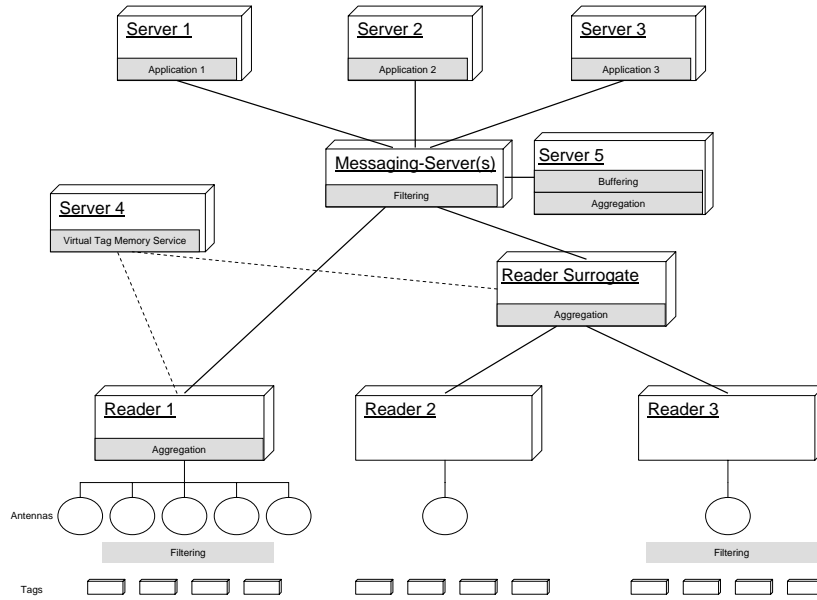 Server 1
Application 1
Server 2
Application 2
Server 3
Application 3
Messaging-Server(s)
Filtering
Server 5
Buffering
Aggregation
Server 4
Virtual Tag Memory Service
Reader Surrogate
Aggregation
Reader 1
Aggregation
Reader 2
Reader 3
Antennas
Filtering
Filtering
Tags